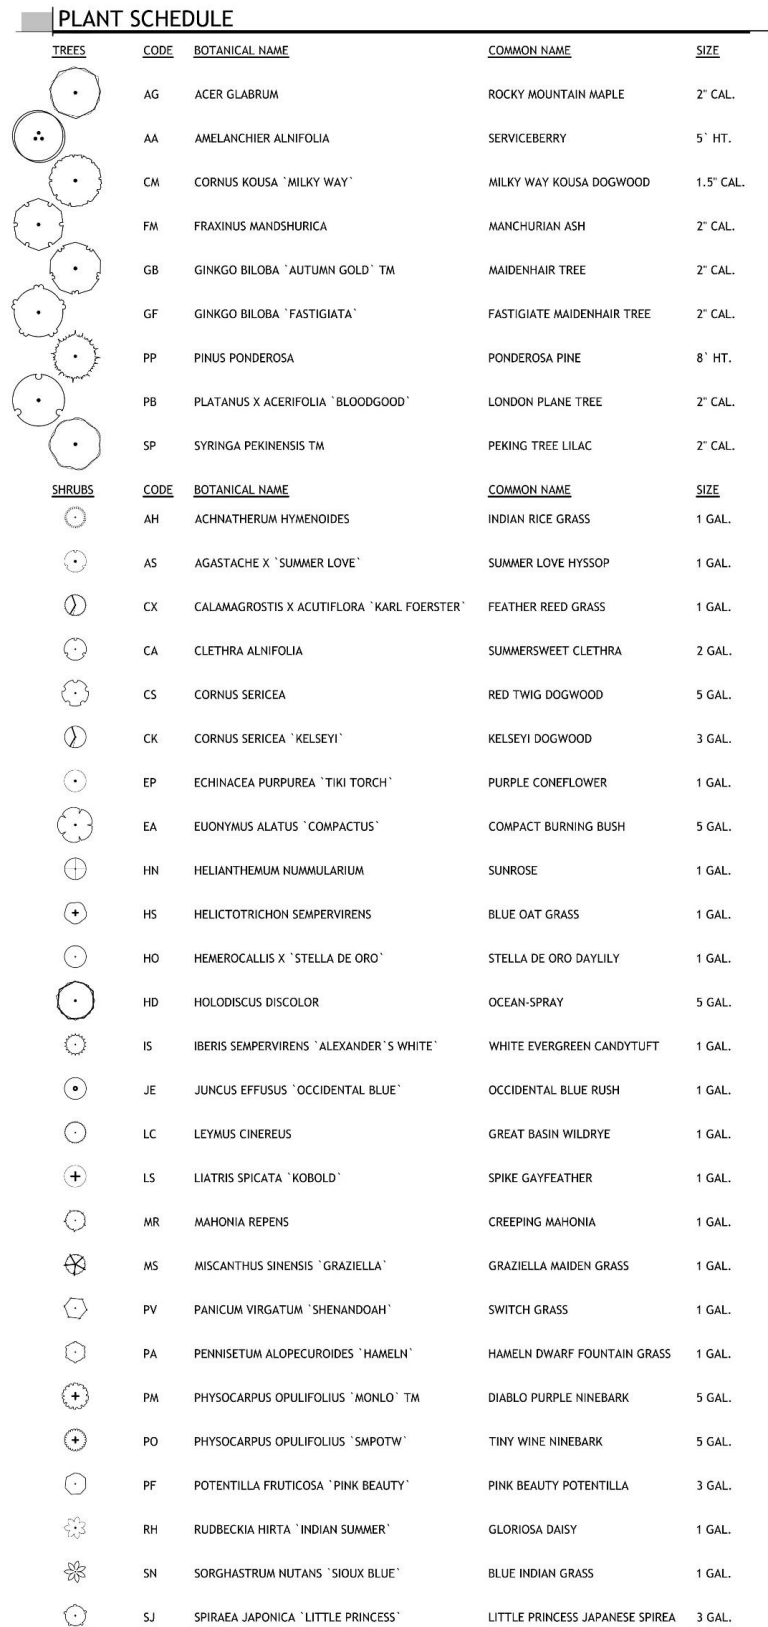 PLANT SCHEDULE
TREES CODE BOTANICAL NAME COMMON NAME SIZE
AG ACER GLABRUM ROCKY MOUNTAIN MAPLE 2" CAL.
AA AMELANCHIER ALNIFOLIA SERVICEBERRY 5` HT.
CM CORNUS KOUSA `MILKY WAY` MILKY WAY KOUSA DOGWOOD 1.5" CAL.
FM FRAXINUS MANDSHURICA MANCHURIAN ASH 2" CAL.
GB GINKGO BILOBA `AUTUMN GOLD` TM MAIDENHAIR TREE 2" CAL.
GF GINKGO BILOBA `FASTIGIATA` FASTIGIATE MAIDENHAIR TREE 2" CAL.
PP PINUS PONDEROSA PONDEROSA PINE 8` HT.
PB PLATANUS X ACERIFOLIA `BLOODGOOD` LONDON PLANE TREE 2" CAL.
SP SYRINGA PEKINENSIS TM PEKING TREE LILAC 2" CAL.
SHRUBS CODE BOTANICAL NAME COMMON NAME SIZE
AH ACHNATHERUM HYMENOIDES INDIAN RICE GRASS 1 GAL.
AS AGASTACHE X `SUMMER LOVE` SUMMER LOVE HYSSOP 1 GAL.
CX CALAMAGROSTIS X ACUTIFLORA `KARL FOERSTER` FEATHER REED GRASS 1 GAL.
CA CLETHRA ALNIFOLIA SUMMERSWEET CLETHRA 2 GAL.
CS CORNUS SERICEA RED TWIG DOGWOOD 5 GAL.
CK CORNUS SERICEA `KELSEYI` KELSEYI DOGWOOD 3 GAL.
EP ECHINACEA PURPUREA `TIKI TORCH` PURPLE CONEFLOWER 1 GAL.
EA EUONYMUS ALATUS `COMPACTUS` COMPACT BURNING BUSH 5 GAL.
HN HELIANTHEMUM NUMMULARIUM SUNROSE 1 GAL.
HS HELICTOTRICHON SEMPERVIRENS BLUE OAT GRASS 1 GAL.
HO HEMEROCALLIS X `STELLA DE ORO` STELLA DE ORO DAYLILY 1 GAL.
HD HOLODISCUS DISCOLOR OCEAN-SPRAY 5 GAL.
IS IBERIS SEMPERVIRENS `ALEXANDER`S WHITE` WHITE EVERGREEN CANDYTUFT 1 GAL.
JE JUNCUS EFFUSUS `OCCIDENTAL BLUE` OCCIDENTAL BLUE RUSH 1 GAL.
LC LEYMUS CINEREUS GREAT BASIN WILDRYE 1 GAL.
LS LIATRIS SPICATA `KOBOLD` SPIKE GAYFEATHER 1 GAL.
MR MAHONIA REPENS CREEPING MAHONIA 1 GAL.
MS MISCANTHUS SINENSIS `GRAZIELLA` GRAZIELLA MAIDEN GRASS 1 GAL.
PV PANICUM VIRGATUM `SHENANDOAH` SWITCH GRASS 1 GAL.
PA PENNISETUM ALOPECUROIDES `HAMELN` HAMELN DWARF FOUNTAIN GRASS 1 GAL.
PM PHYSOCARPUS OPULIFOLIUS `MONLO` TM DIABLO PURPLE NINEBARK 5 GAL.
PO PHYSOCARPUS OPULIFOLIUS `SMPOTW` TINY WINE NINEBARK 5 GAL.
PF POTENTILLA FRUTICOSA `PINK BEAUTY` PINK BEAUTY POTENTILLA 3 GAL.
RH RUDBECKIA HIRTA `INDIAN SUMMER` GLORIOSA DAISY 1 GAL.
SN SORGHASTRUM NUTANS `SIOUX BLUE` BLUE INDIAN GRASS 1 GAL.
SJ SPIRAEA JAPONICA `LITTLE PRINCESS` LITTLE PRINCESS JAPANESE SPIREA 3 GAL.